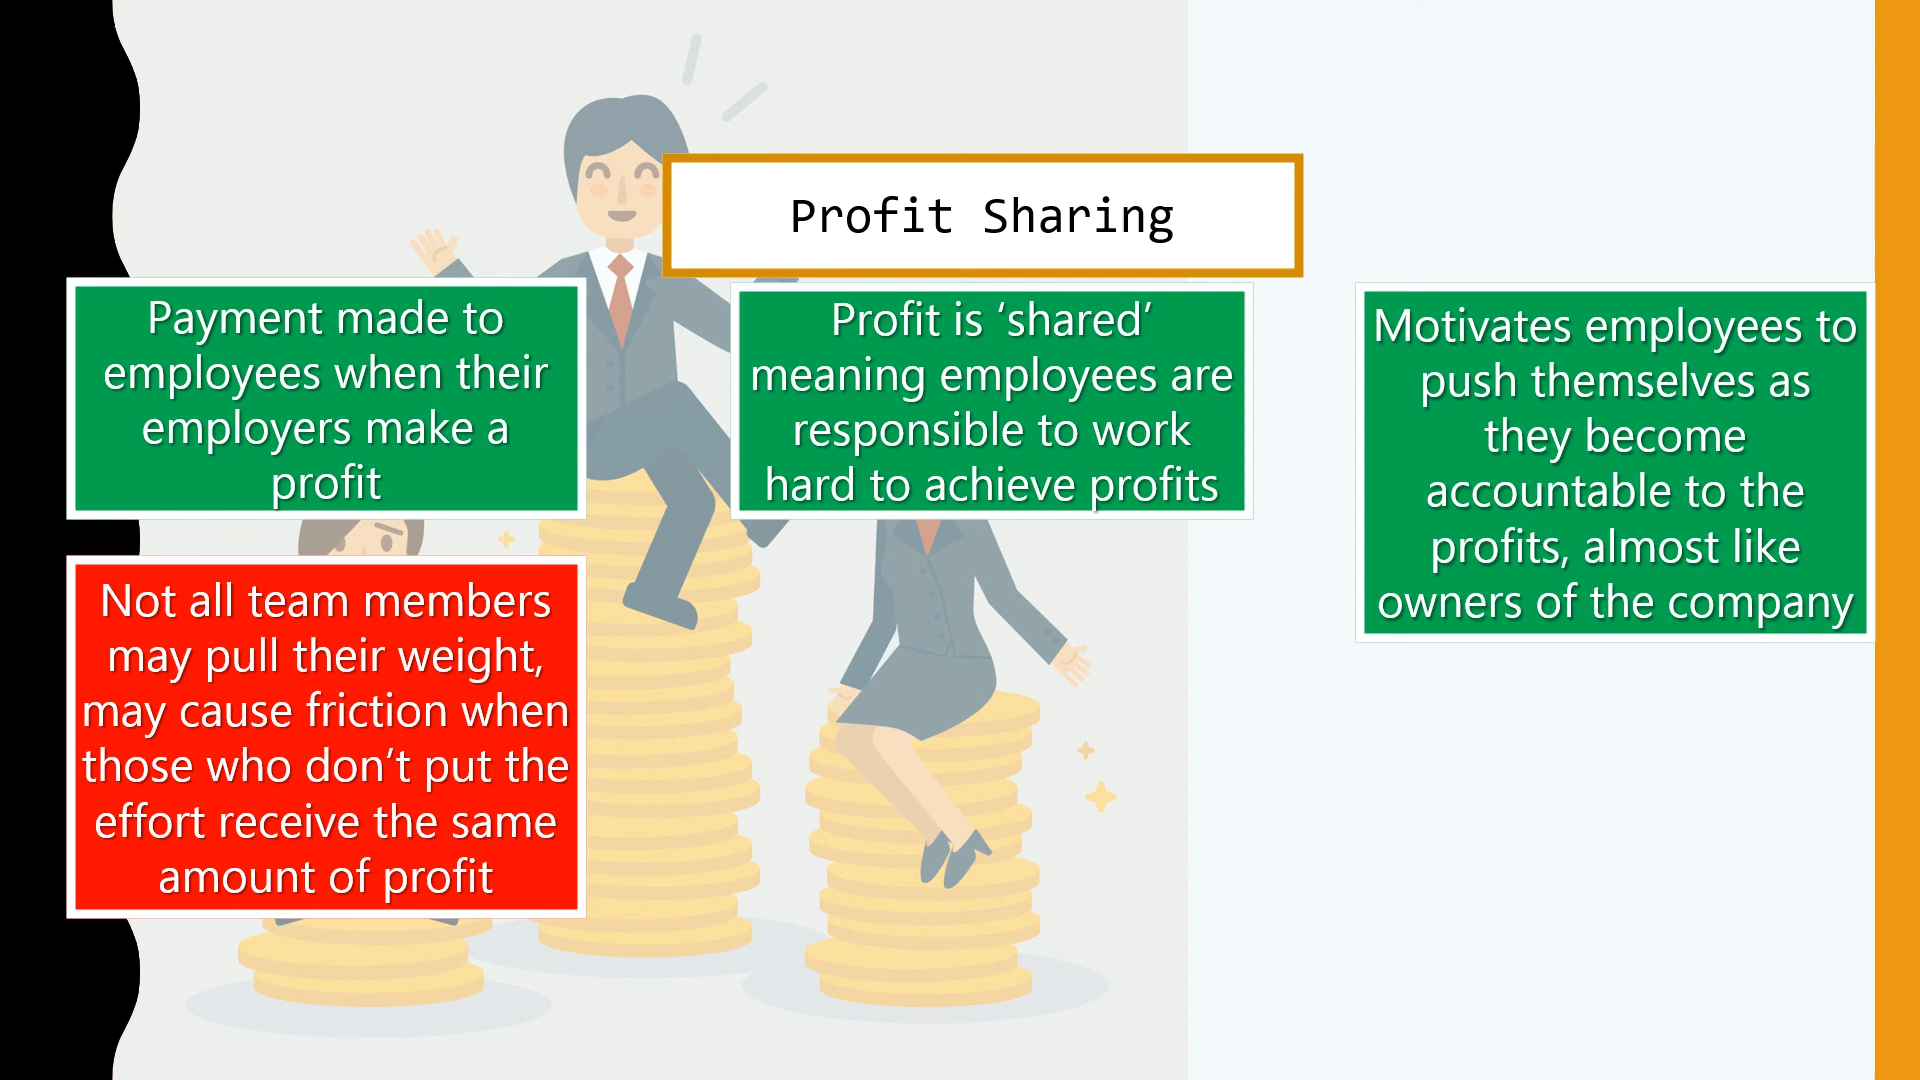 Profit Sharing
Payment made to
employees when their
employers make a
profit
Profit is ‘shared’
meaning employees are
responsible to work
hard to achieve profits
Motivates employees to
push themselves as
they become
accountable to the
profits, almost like
owners of the company
Not all team members
may pull their weight,
may cause friction when
those who don’t put the
effort receive the same
amount of profit